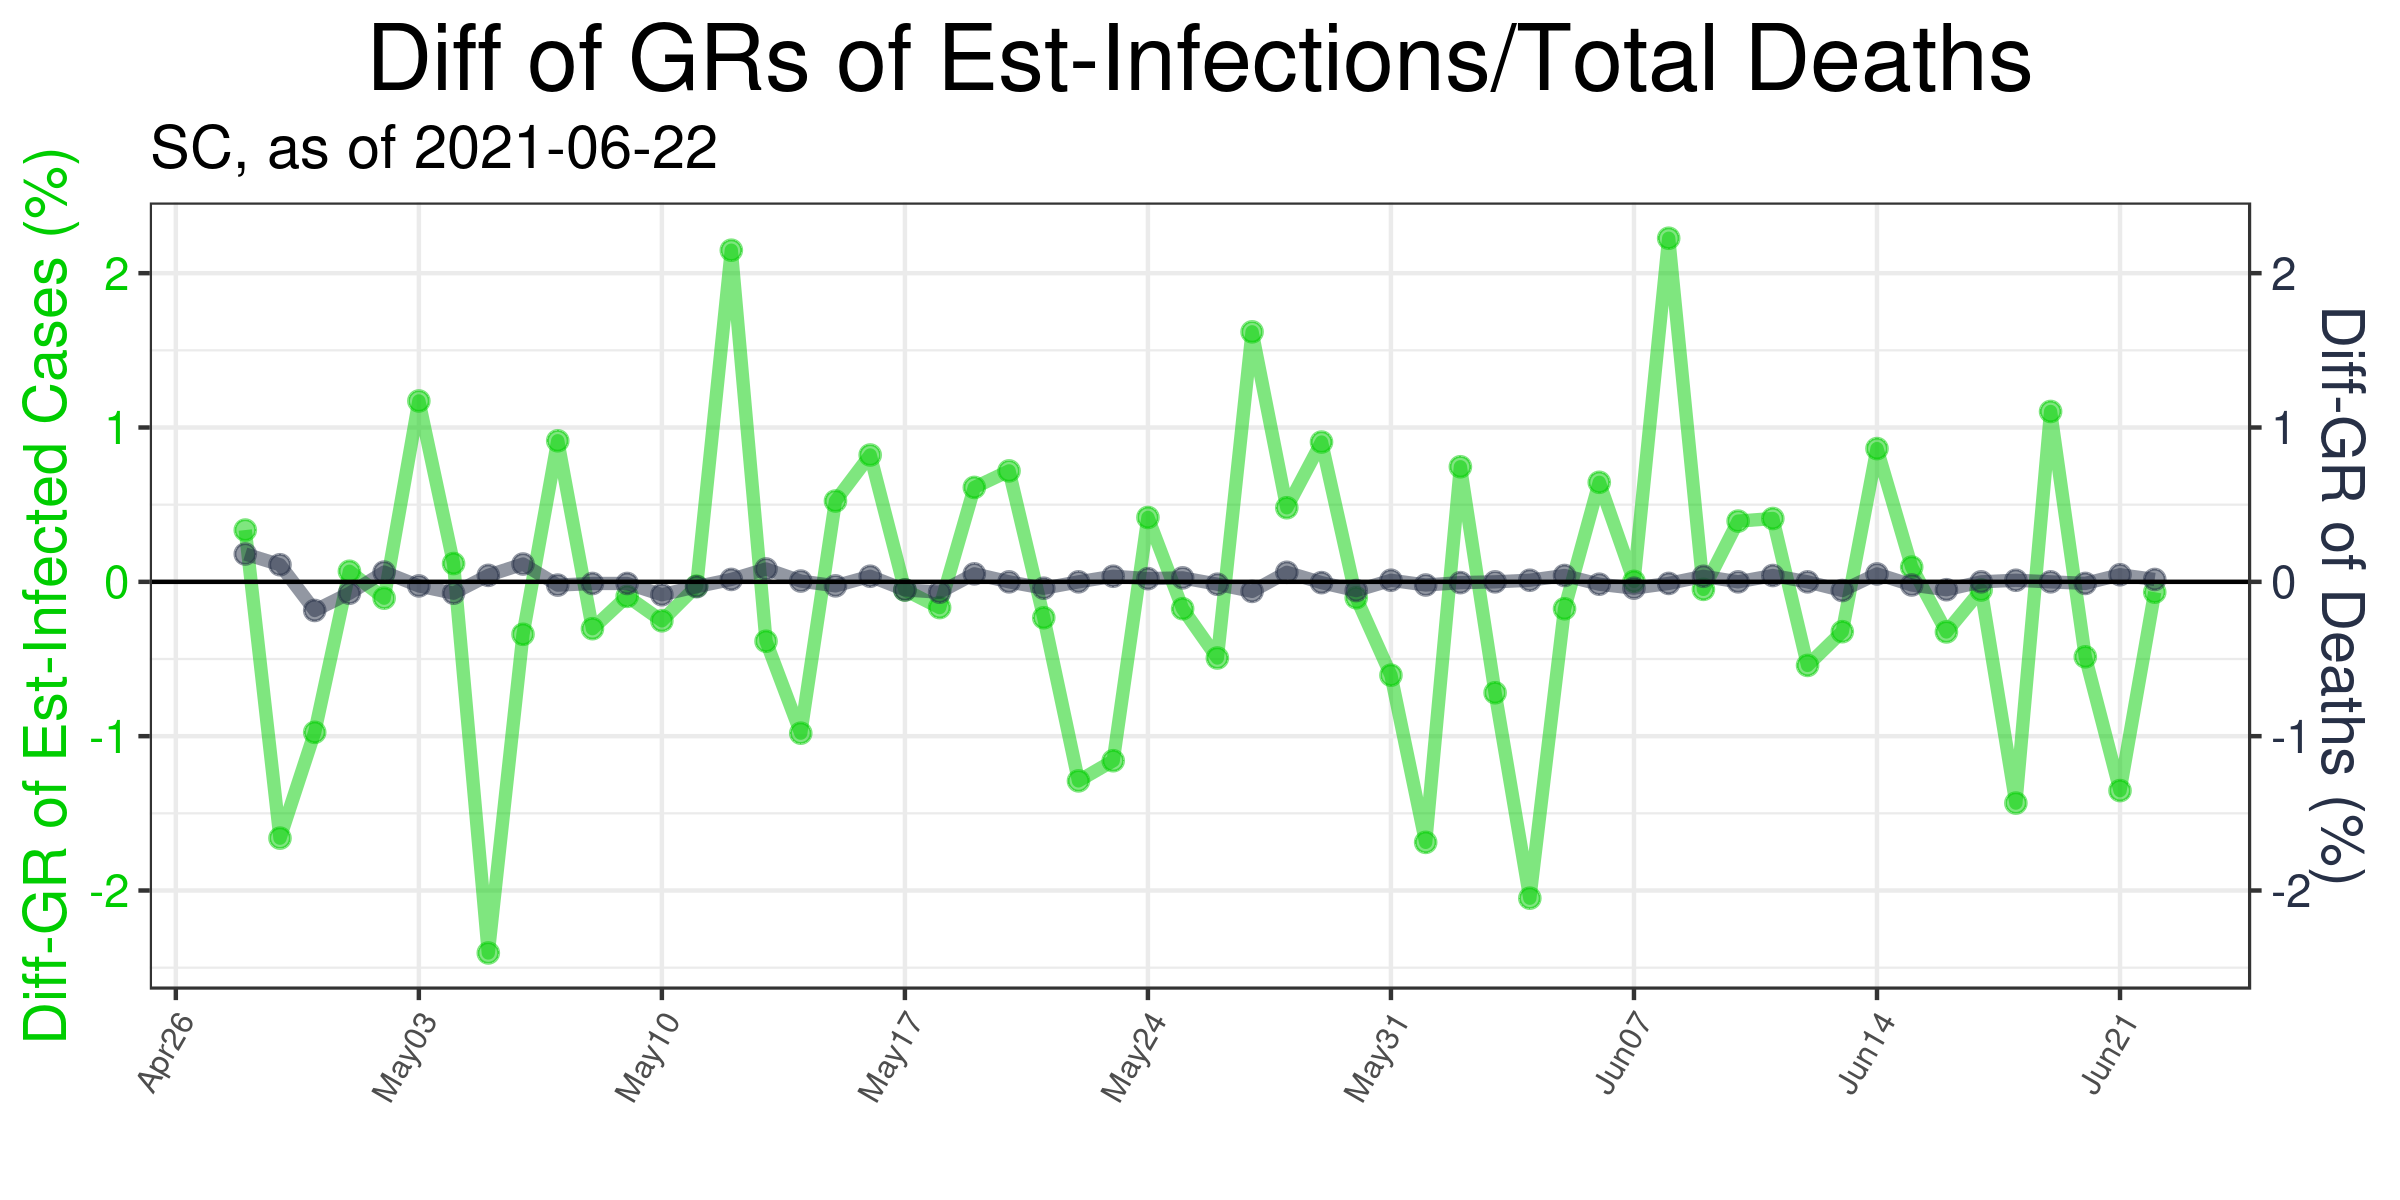 Diff of GRs of Est-Infections/Total Deaths
SC, as of 2021-06-22
Diff-GR of Est-Infected Cases (%)
2
1
0
-1
-2
2
1
0
-1
-2
Diff-GR of Deaths (%)
Apr26
May03
May10
May17
May24
May31
Jun07
Jun14
Jun21